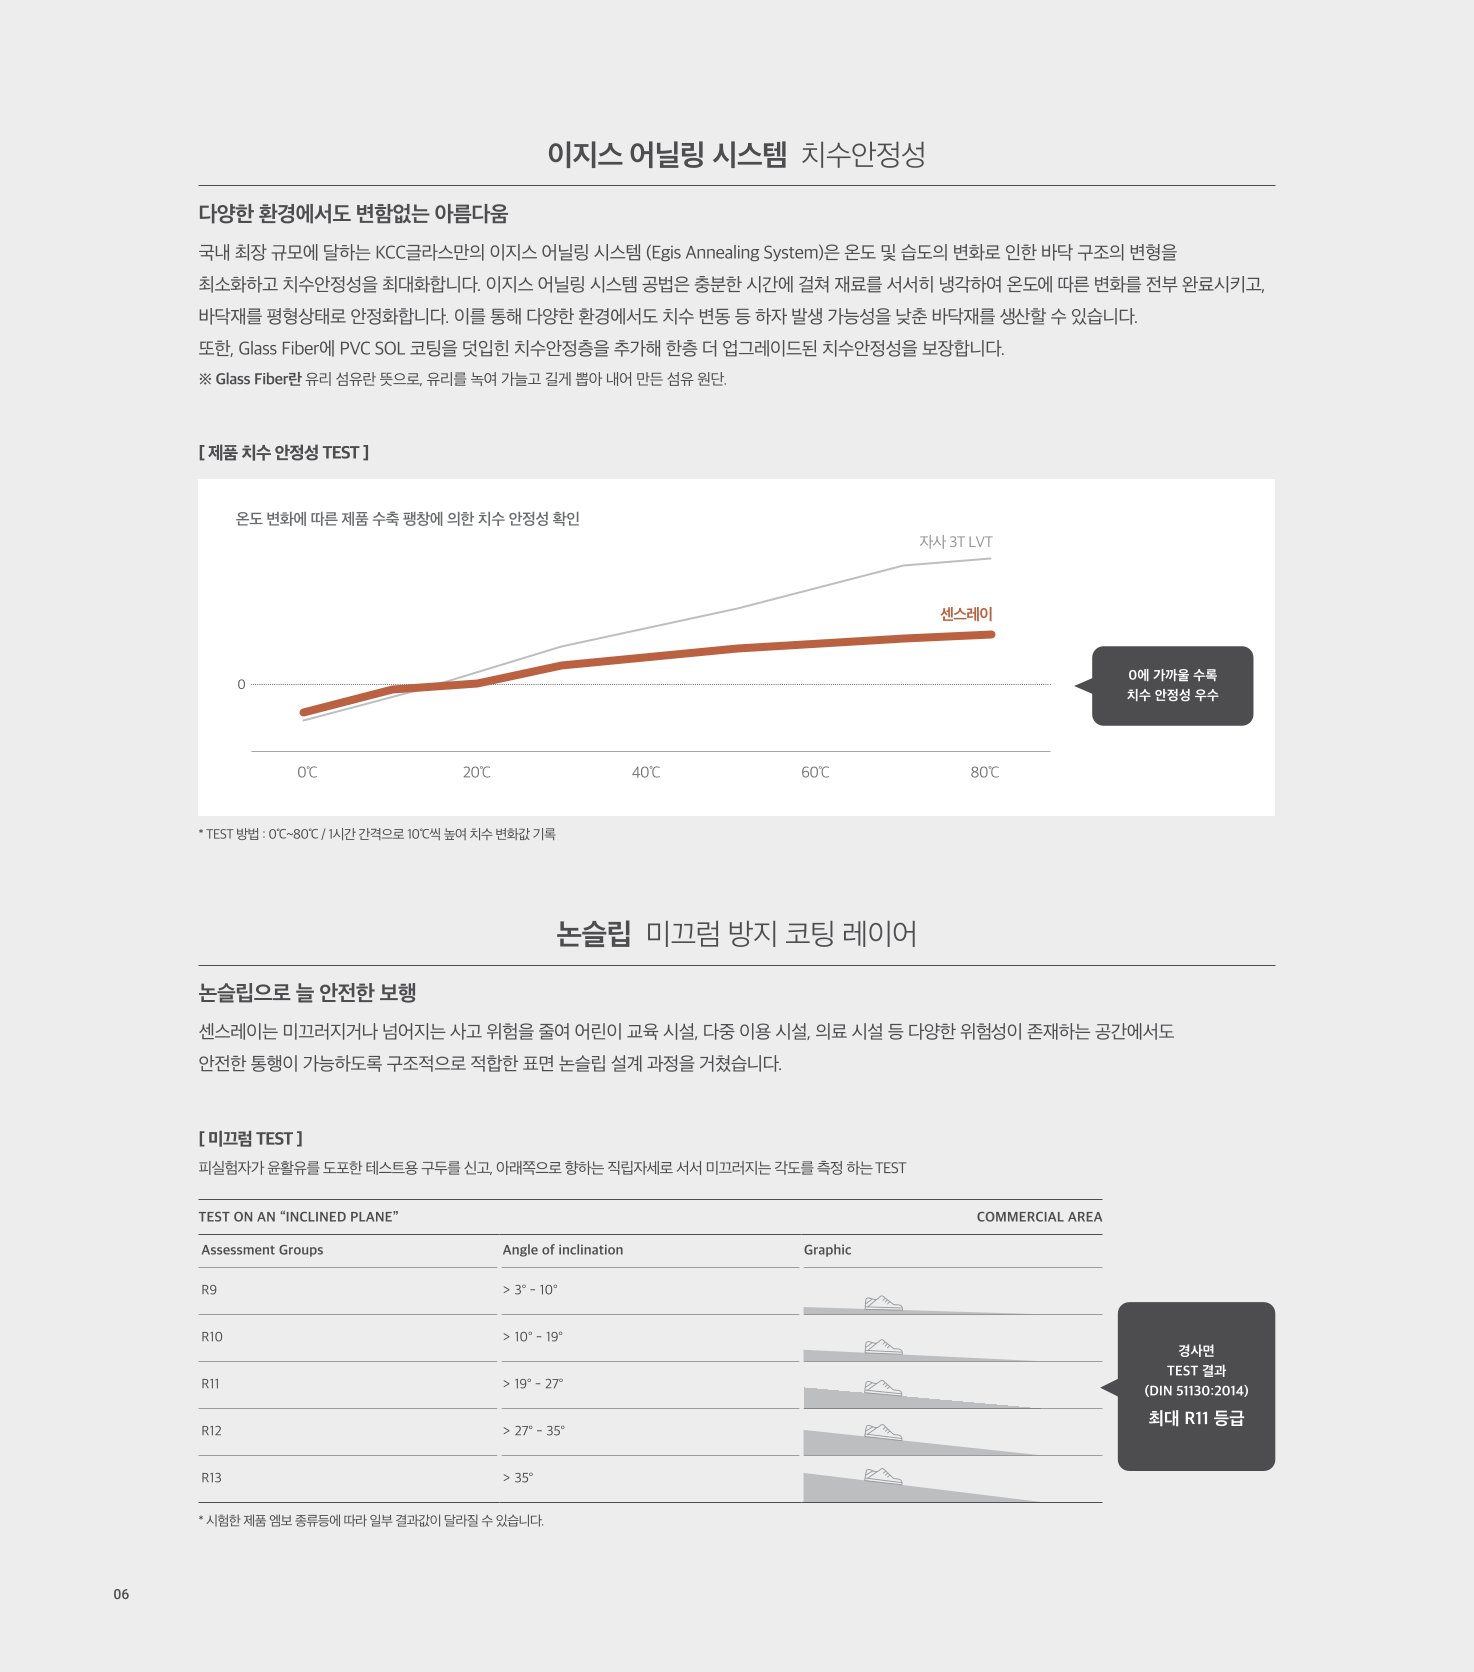 이지스 어닐링 시스템 치수안정성
다양한 환경에서도 변함없는 아름다움
국내 최장 규모에 달하는 KCC글라스만의 이지스 어닐링 시스템 (Egis Annealing System)은 온도 및 습도의 변화로 인한 바닥 구조의 변형을
최소화하고 치수안정성을 최대화합니다. 이지스 어닐링 시스템 공법은 충분한 시간에 걸쳐 재료를 서서히 냉각하여 온도에 따른 변화를 전부 완료시키고,
바닥재를 평형상태로 안정화합니다. 이를 통해 다양한 환경에서도 치수 변동 등 하자 발생 가능성을 낮춘 바닥재를 생산할 수 있습니다.
또한, Glass Fiber에 PVC SOL 코팅을 덧입힌 치수안정층을 추가해 한층 더 업그레이드된 치수안정성을 보장합니다.
※ Glass Fiber란 유리 섬유란 뜻으로, 유리를 녹여 가늘고 길게 뽑아 내어 만든 섬유 원단.
[ 제품 치수 안정성 TEST ]
온도 변화에 따른 제품 수축 팽창에 의한 치수 안정성 확인
자사 3T LVT
센스레이
0
0에 가까울 수록
치수 안정성 우수
0℃ 20℃ 40℃ 60℃ 80℃
* TEST 방법 : 0℃~80℃ / 1시간 간격으로 10℃씩 높여 치수 변화값 기록
논슬립 미끄럼 방지 코팅 레이어
논슬립으로 늘 안전한 보행
센스레이는 미끄러지거나 넘어지는 사고 위험을 줄여 어린이 교육 시설, 다중 이용 시설, 의료 시설 등 다양한 위험성이 존재하는 공간에서도
안전한 통행이 가능하도록 구조적으로 적합한 표면 논슬립 설계 과정을 거쳤습니다.
[ 미끄럼 TEST ]
피실험자가 윤활유를 도포한 테스트용 구두를 신고, 아래쪽으로 향하는 직립자세로 서서 미끄러지는 각도를 측정 하는 TEST
TEST ON AN “INCLINED PLANE” COMMERCIAL AREA
Assessment Groups Angle of inclination Graphic
R9 > 3° - 10°
R10 > 10° - 19°
R11 > 19° - 27°
R12 > 27° - 35°
R13 > 35°
경사면
TEST 결과
(DIN 51130:2014)
최대 R11 등급
* 시험한 제품 엠보 종류등에 따라 일부 결과값이 달라질 수 있습니다.
06